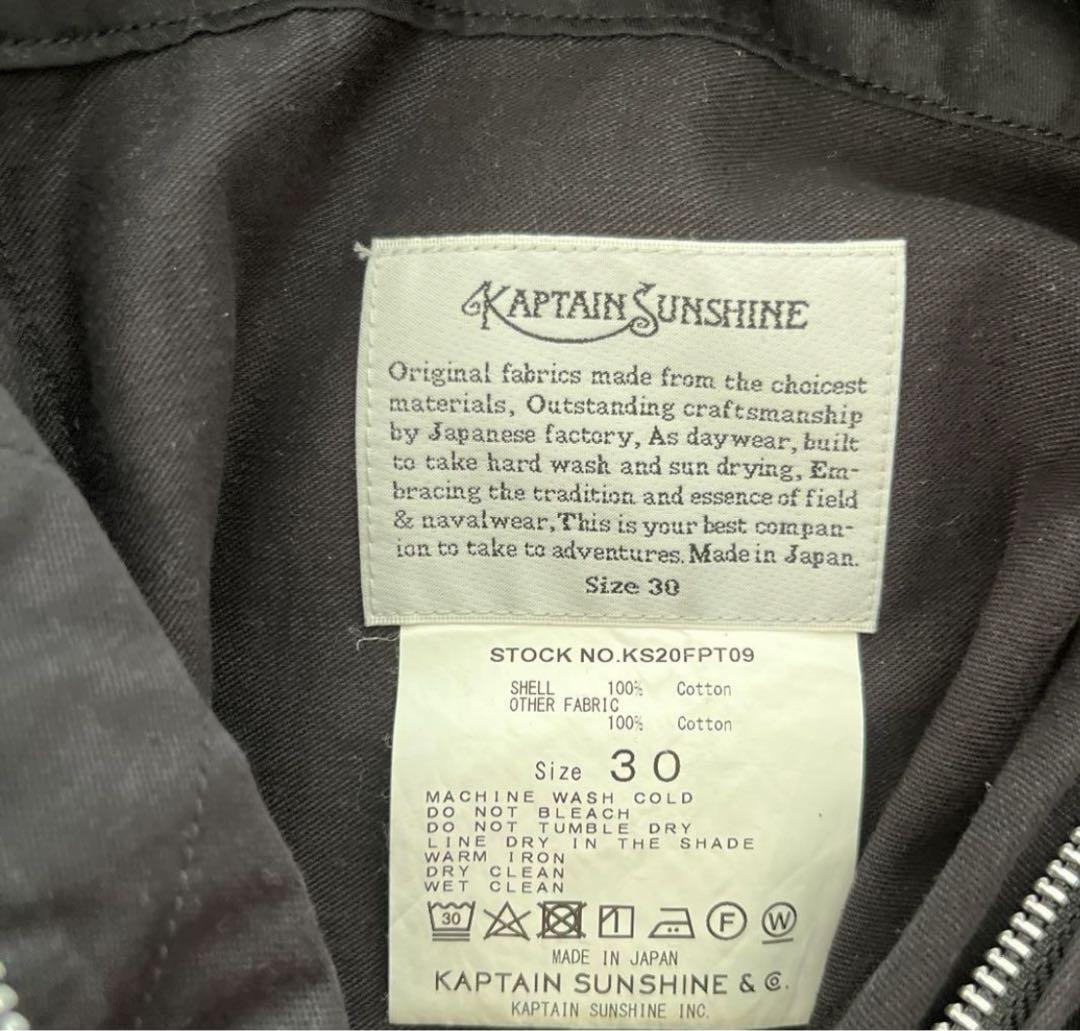 KAPTAIN SUNSHINE
Original fabrics made from the choicest
materials, Outstanding craftsmanship
by Japanese factory, As daywear, built
to take hard wash and sun drying, Em-
bracing the tradition and essence of field
& navalwear, This is your best compan-
ion to take to adventures. Made in Japan.
Size 30
STOCK NO.KS20FPT09
SHELL 100% Cotton
OTHER FABRIC
100% Cotton
Size 30
MACHINE WASH COLD
DO NOT BLEACH
DO NOT TUMBLE DRY
LINE DRY IN THE SHADE
WARM IRON
DRY CLEAN
WET CLEAN
30 F W
MADE IN JAPAN
KAPTAIN SUNSHINE & Co.
KAPTAIN SUNSHINE INC.